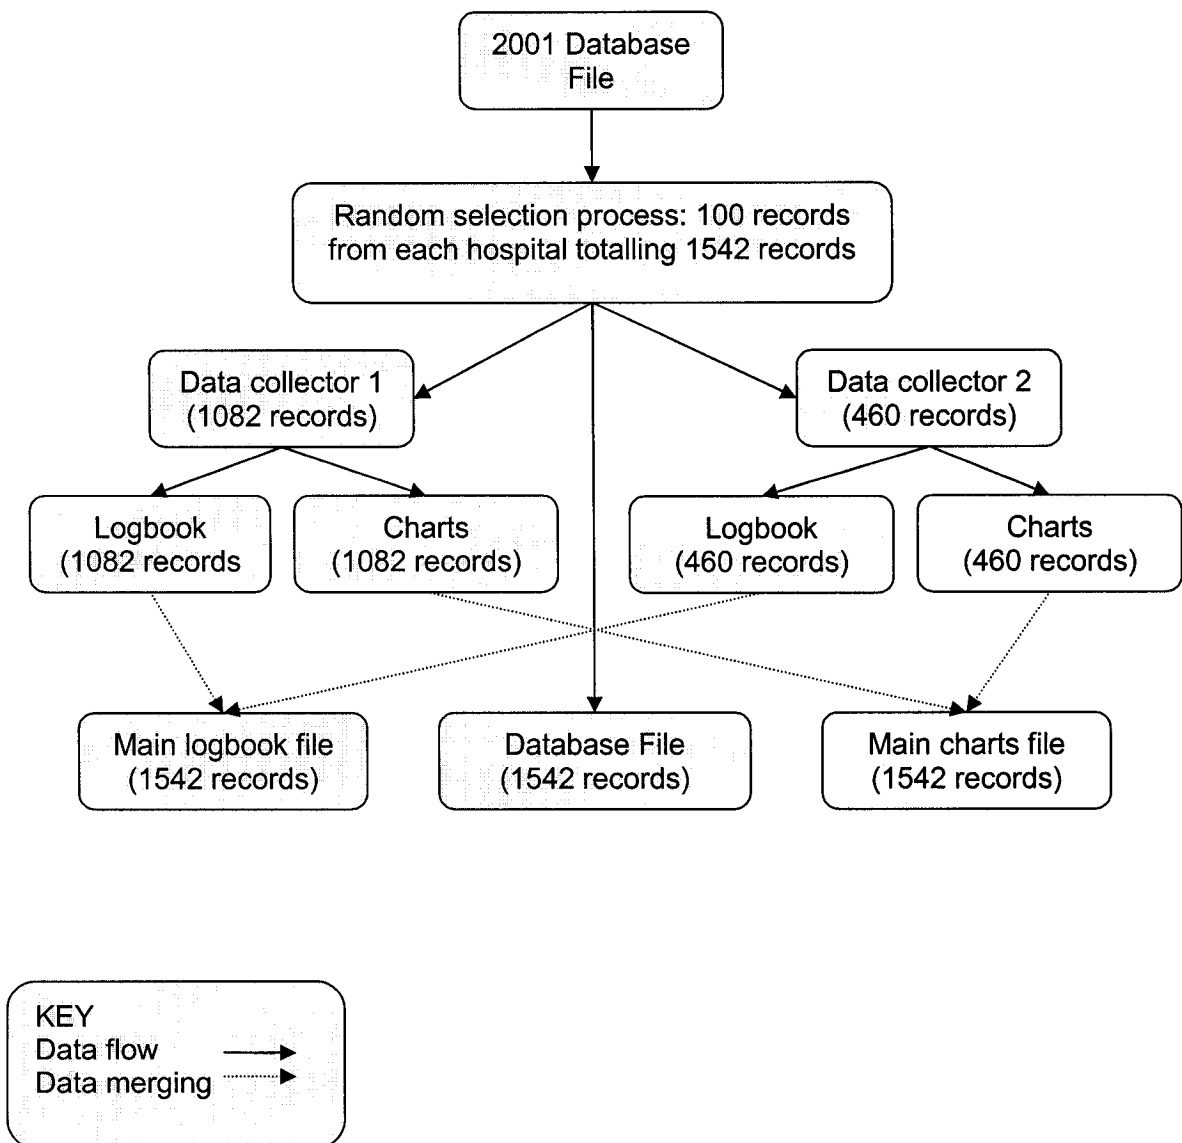 2001 Database
File
Random selection process: 100 records
from each hospital totalling 1542 records
Data collector 1
(1082 records)
Data collector 2
(460 records)
Logbook
(1082 records
Charts
(1082 records)
Logbook
(460 records)
Charts
(460 records)
Main logbook file
(1542 records)
Database File
(1542 records)
Main charts file
(1542 records)
KEY
Data flow
Data merging